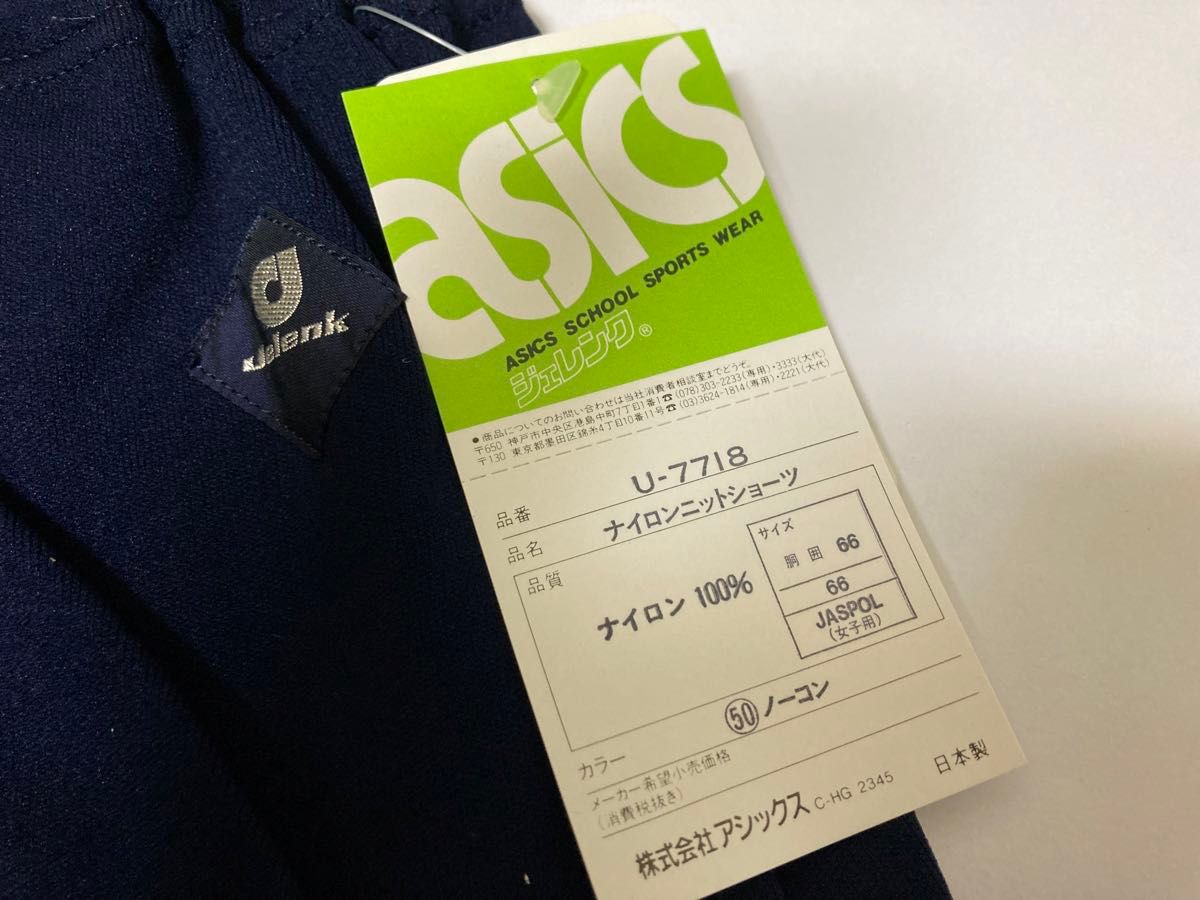 Jelenk
asics
ASICS SCHOOL SPORTS WEAR
ジェレンク®
●商品についてのお問い合わせは当社消費者相談室までどうぞ。
〒650 神戸市中央区港島中町7丁目1番1☎(078)303-2233(専用)・3333(大代)
〒130 東京都墨田区錦糸4丁目10番11号☎(03)3624-1814(専用)・2221(大代)
品番 U-7718
品名 ナイロンニットショーツ
品質 ナイロン 100%
サイズ
胴囲 66
66
JASPOL
(女子用)
カラー ㊿ノーコン
メーカー希望小売価格
(消費税抜き)
株式会社アシックス C-HG 2345 日本製